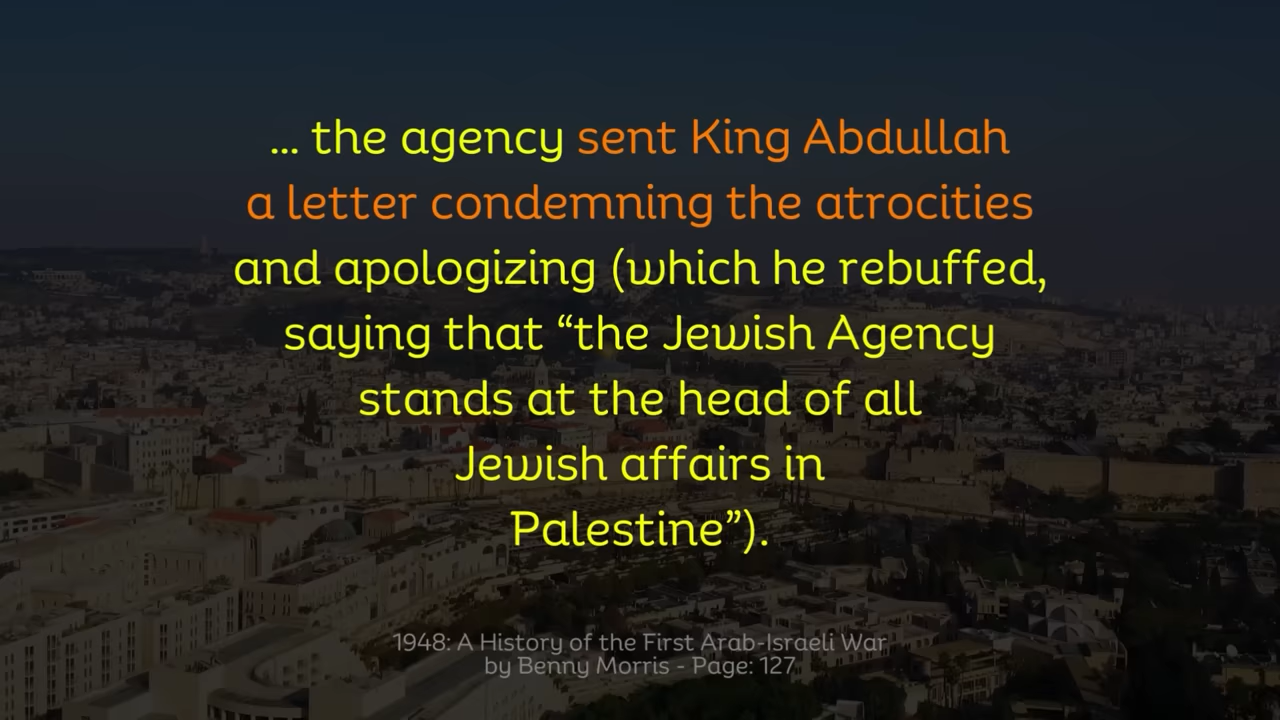 ... the agency sent King Abdullah
a letter condemning the atrocities
and apologizing (which he rebuffed,
saying that “the Jewish Agency
stands at the head of all
Jewish affairs in
Palestine”).
1948: A History of the First Arab-Israeli War
by Benny Morris - Page: 127